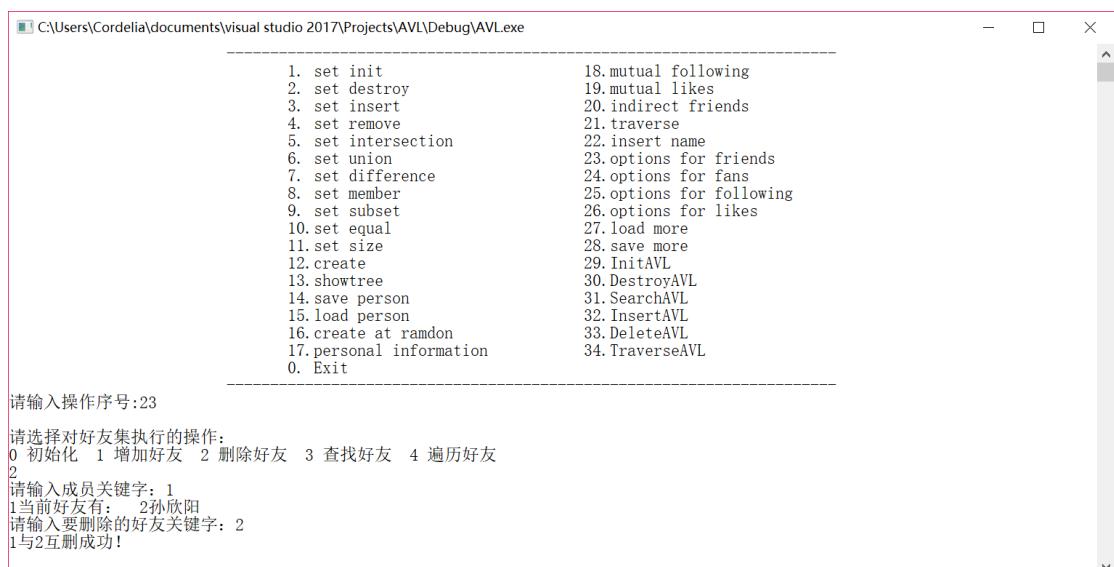 C:\Users\Cordelia\documents\visual studio 2017\Projects\AVL\Debug\AVL.exe
1. set init 18.mutual following
2. set destroy 19.mutual likes
3. set insert 20.indirect friends
4. set remove 21.traverse
5. set intersection 22.insert name
6. set union 23.options for friends
7. set difference 24.options for fans
8. set member 25.options for following
9. set subset 26.options for likes
10.set equal 27.load more
11.set size 28.save more
12.create 29.InitAVL
13.showtree 30.DestroyAVL
14.save person 31.SearchAVL
15.load person 32.InsertAVL
16.create at ramdon 33.DeleteAVL
17.personal information 34.TraverseAVL
0. Exit
请输入操作序号:23
请选择对好友集执行的操作：
0 初始化 1 增加好友 2 删除好友 3 查找好友 4 遍历好友
2
请输入成员关键字：1
1当前好友有： 2孙欣阳
请输入要删除的好友关键字：2
1与2互删成功！